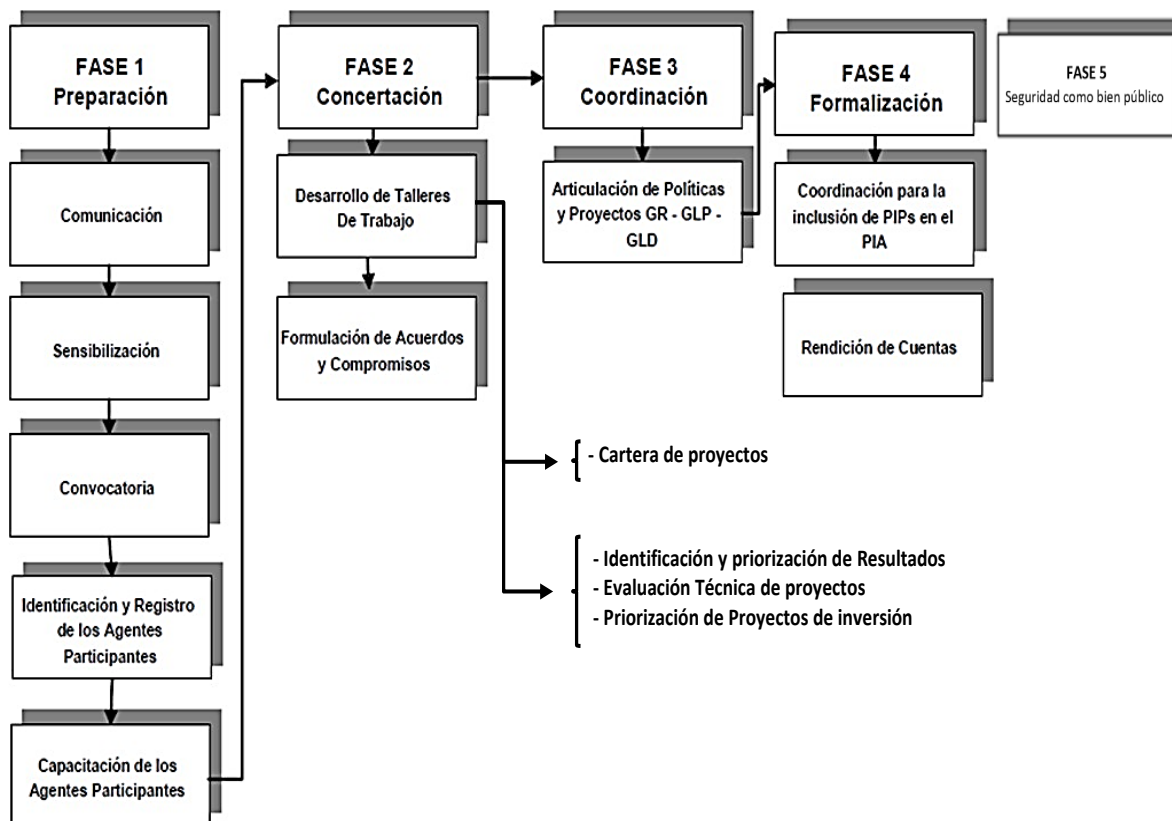 FASE 1
Preparación
Comunicación
Sensibilización
Convocatoria
Identificación y Registro
de los Agentes
Participantes
Capacitación de los
Agentes Participantes
FASE 2
Concertación
Desarrollo de Talleres
De Trabajo
Formulación de Acuerdos
y Compromisos
- Cartera de proyectos
- Identificación y priorización de Resultados
- Evaluación Técnica de proyectos
- Priorización de Proyectos de inversión
FASE 3
Coordinación
Articulación de Políticas
y Proyectos GR - GLP -
GLD
FASE 4
Formalización
Coordinación para la
inclusión de PIPs en el
PIA
Rendición de Cuentas
FASE 5
Seguridad como bien público